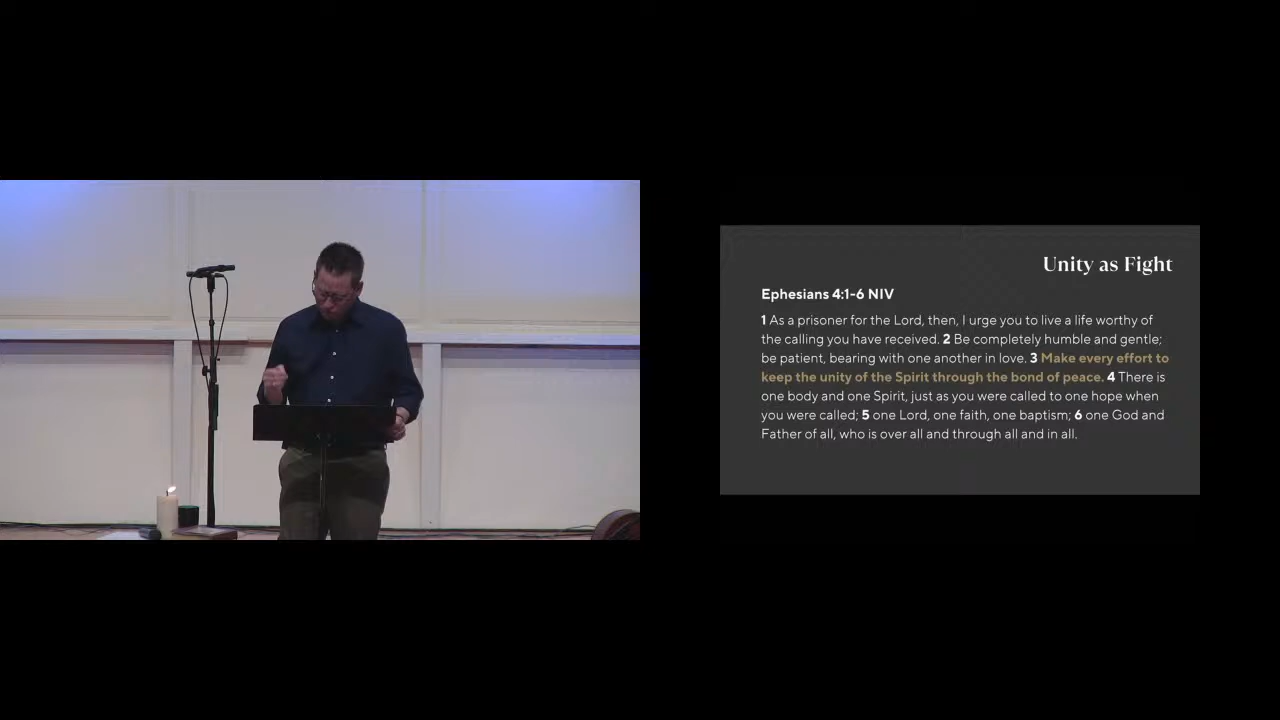 Unity as Fight
Ephesians 4:1-6 NIV
1 As a prisoner for the Lord, then, I urge you to live a life worthy of
the calling you have received. 2 Be completely humble and gentle;
be patient, bearing with one another in love. 3 Make every effort to
keep the unity of the Spirit through the bond of peace. 4 There is
one body and one Spirit, just as you were called to one hope when
you were called; 5 one Lord, one faith, one baptism; 6 one God and
Father of all, who is over all and through all and in all.